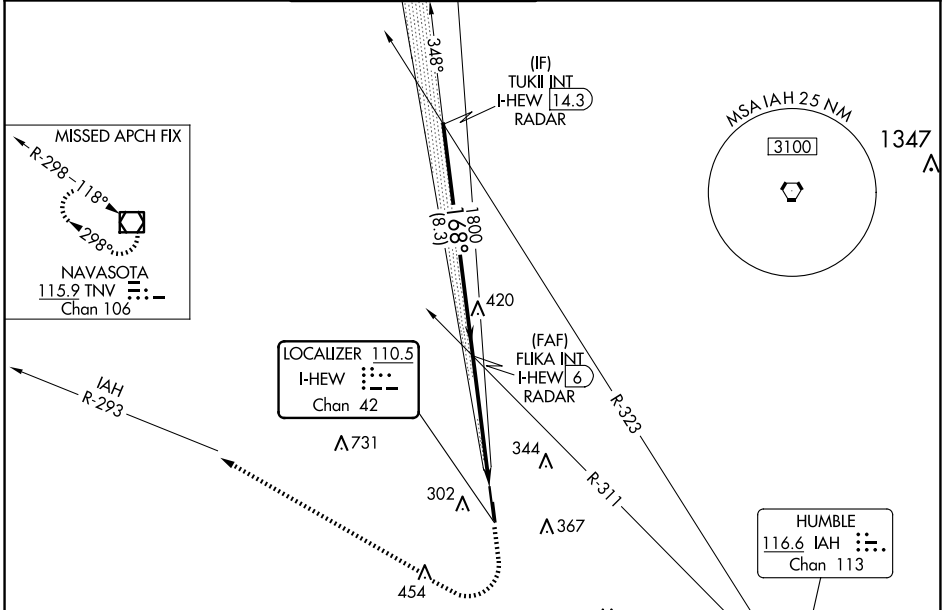 348°
(IF)
TUKII INT
I-HEW 14.3
RADAR
MSA IAH 25 NM
3100
1347
MISSED APCH FIX
R-298
118°
298°
NAVASOTA
115.9 TNV
Chan 106
1800
168°
(8.3)
420
(FAF)
FLIKA INT
I-HEW 6
RADAR
LOCALIZER 110.5
I-HEW
Chan 42
IAH
R-293
731
344
302
367
454
R-323
R-311
HUMBLE
116.6 IAH
Chan 113